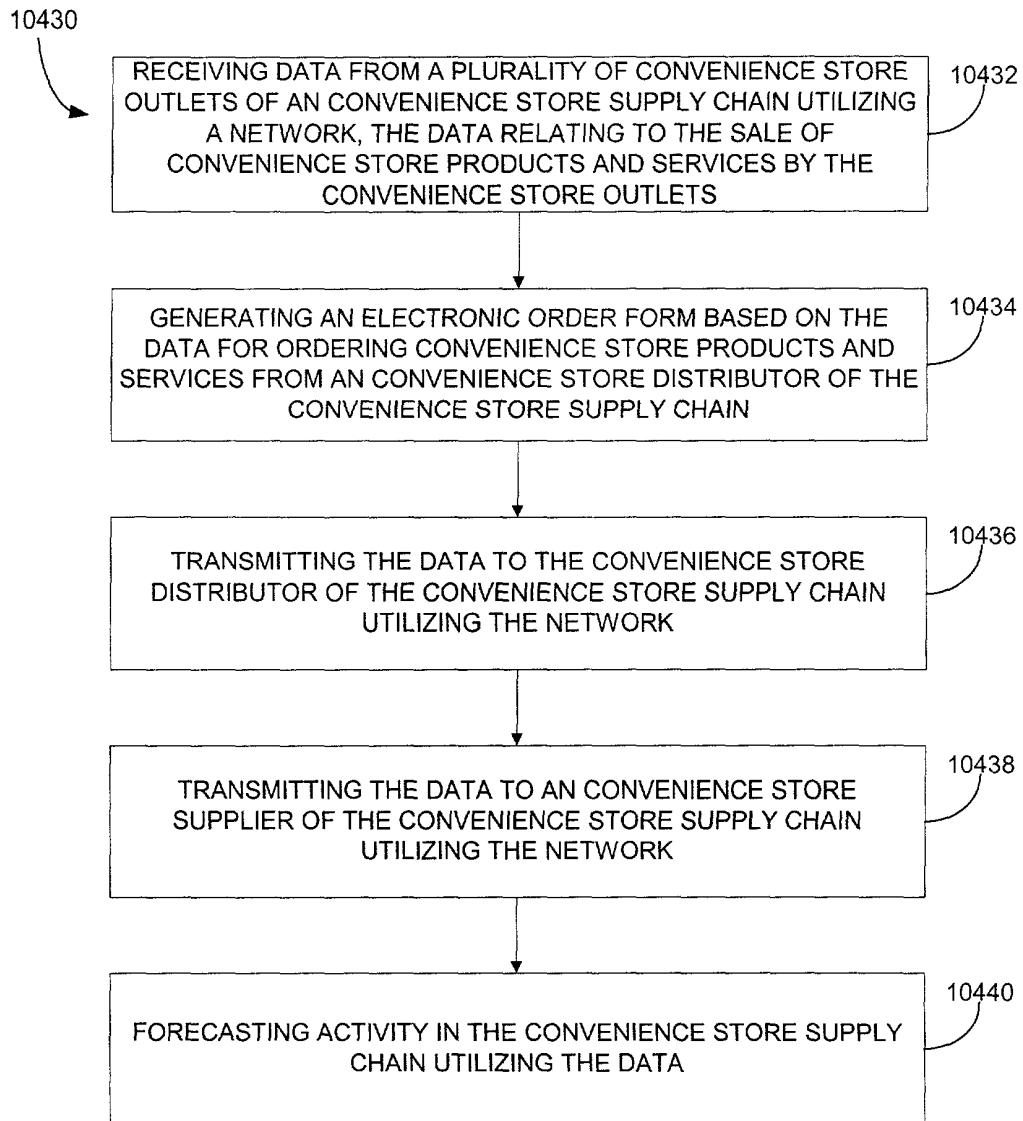 10430
RECEIVING DATA FROM A PLURALITY OF CONVENIENCE STORE
OUTLETS OF AN CONVENIENCE STORE SUPPLY CHAIN UTILIZING
A NETWORK, THE DATA RELATING TO THE SALE OF
CONVENIENCE STORE PRODUCTS AND SERVICES BY THE
CONVENIENCE STORE OUTLETS
10432
GENERATING AN ELECTRONIC ORDER FORM BASED ON THE
DATA FOR ORDERING CONVENIENCE STORE PRODUCTS AND
SERVICES FROM AN CONVENIENCE STORE DISTRIBUTOR OF THE
CONVENIENCE STORE SUPPLY CHAIN
10434
TRANSMITTING THE DATA TO THE CONVENIENCE STORE
DISTRIBUTOR OF THE CONVENIENCE STORE SUPPLY CHAIN
UTILIZING THE NETWORK
10436
TRANSMITTING THE DATA TO AN CONVENIENCE STORE
SUPPLIER OF THE CONVENIENCE STORE SUPPLY CHAIN
UTILIZING THE NETWORK
10438
FORECASTING ACTIVITY IN THE CONVENIENCE STORE SUPPLY
CHAIN UTILIZING THE DATA
10440